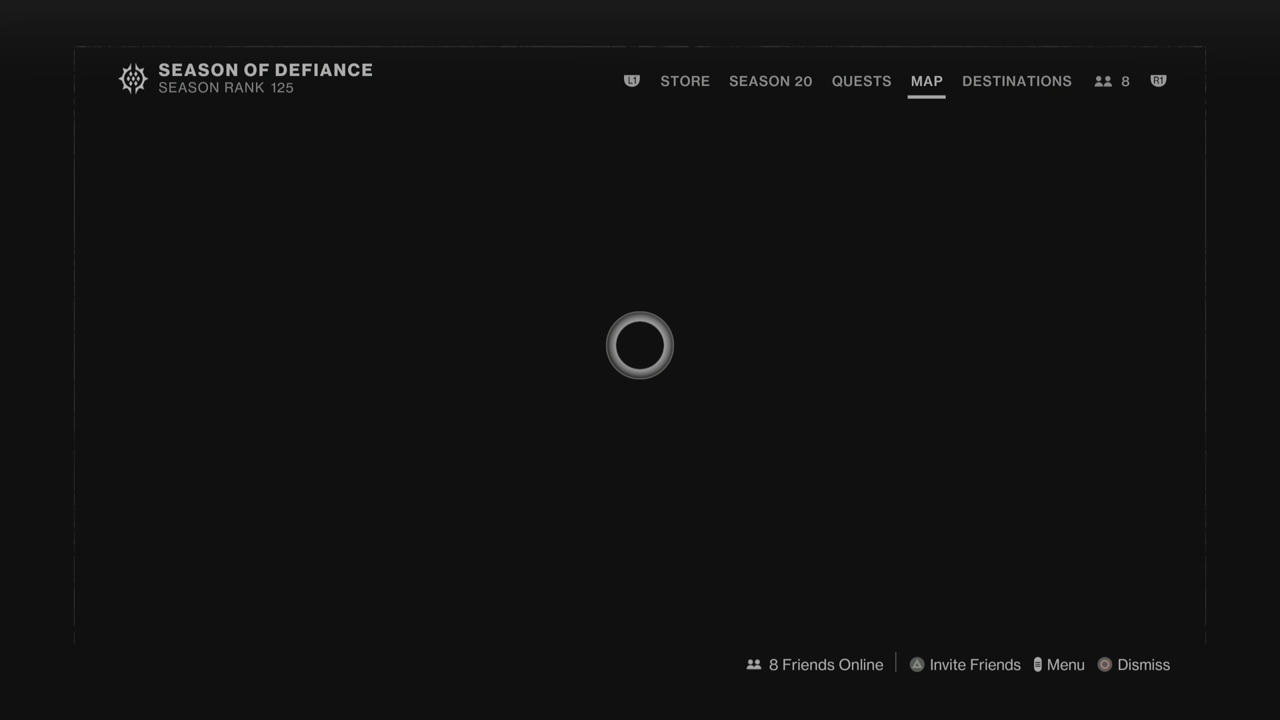 SEASON OF DEFIANCE
SEASON RANK 125
L1 STORE SEASON 20 QUESTS MAP DESTINATIONS 8 R1
8 Friends Online Invite Friends Menu Dismiss